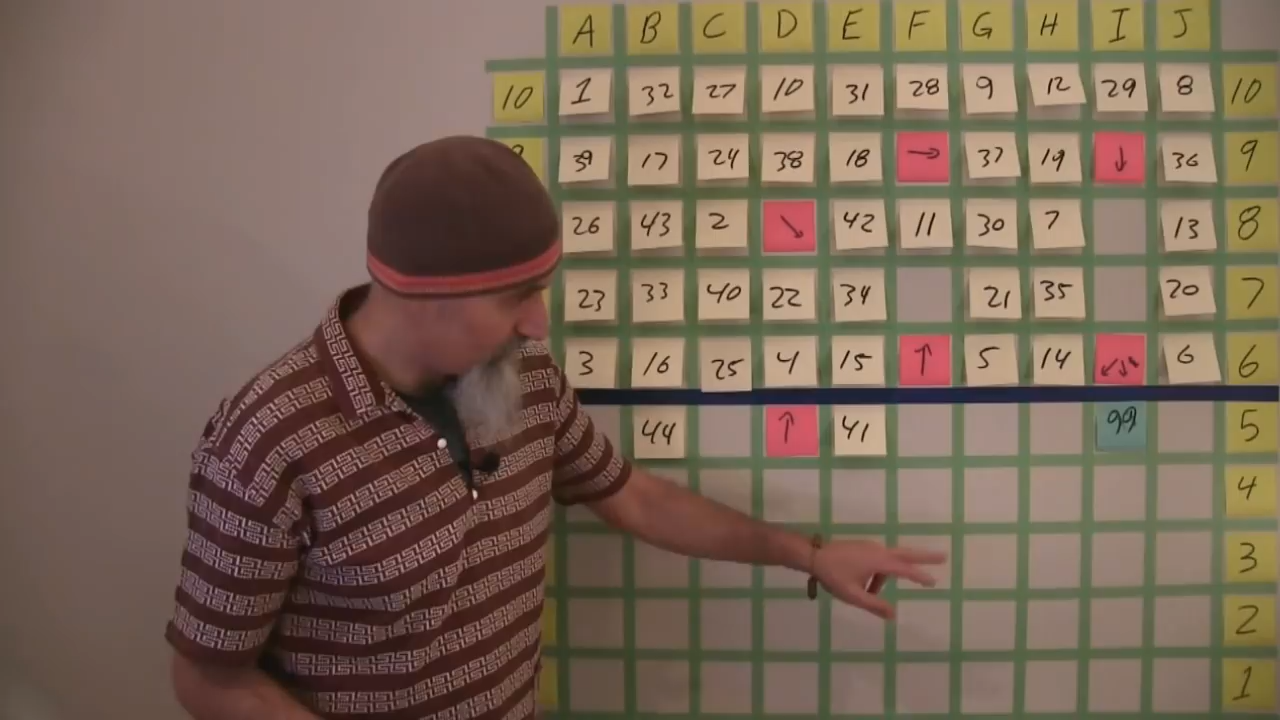 A B C D E F G H I J
10 1 32 27 10 31 28 9 12 29 8 10
9 39 17 24 38 18 → 37 19 ↓ 36 9
26 43 2 ↘ 42 11 30 7 13 8
23 33 40 22 34 21 35 20 7
3 16 25 4 15 ↑ 5 14 ↙↓↘ 6 6
44 ↑ 41 99 5
4
3
2
1